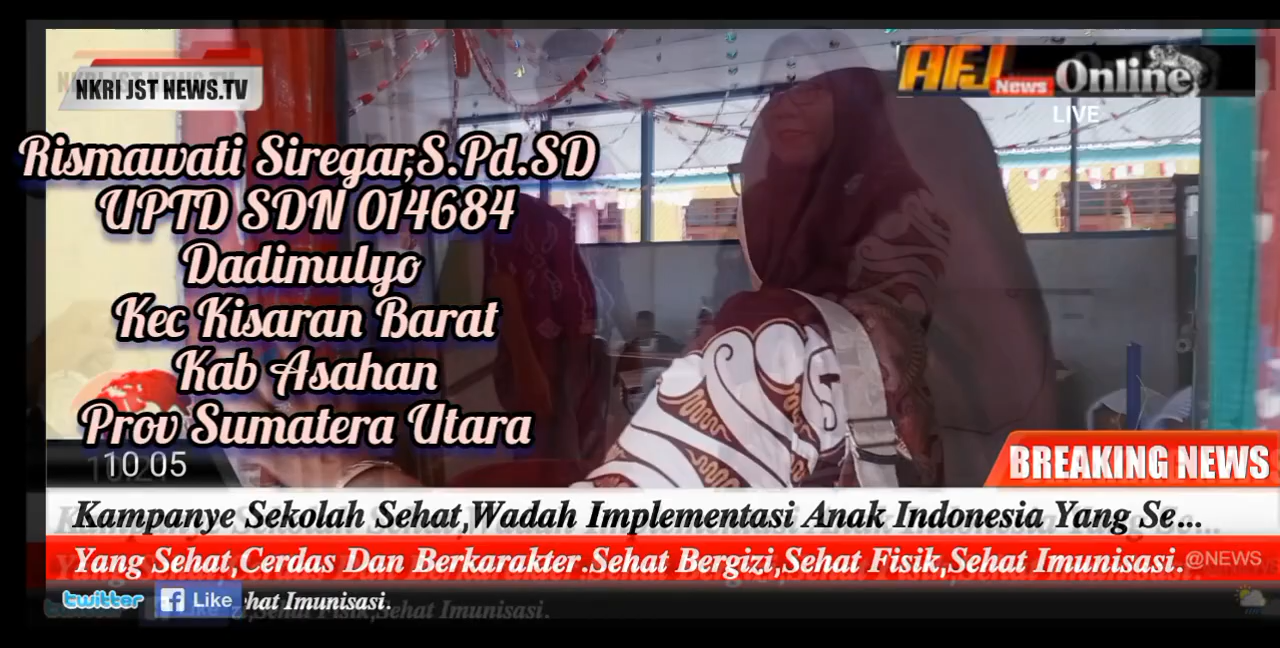 NKRI JST NEWS.TV
AFJ News Online
LIVE
Rismawati Siregar,S.Pd.SD
UPTD SDN 014684
Dadimulyo
Kec Kisaran Barat
Kab Asahan
Prov Sumatera Utara
10 05
BREAKING NEWS
Kampanye Sekolah Sehat,Wadah Implementasi Anak Indonesia Yang Se...
Yang Sehat,Cerdas Dan Berkarakter.Sehat Bergizi,Sehat Fisik,Sehat Imunisasi.
@NEWS
twitter Like hat Imunisasi.